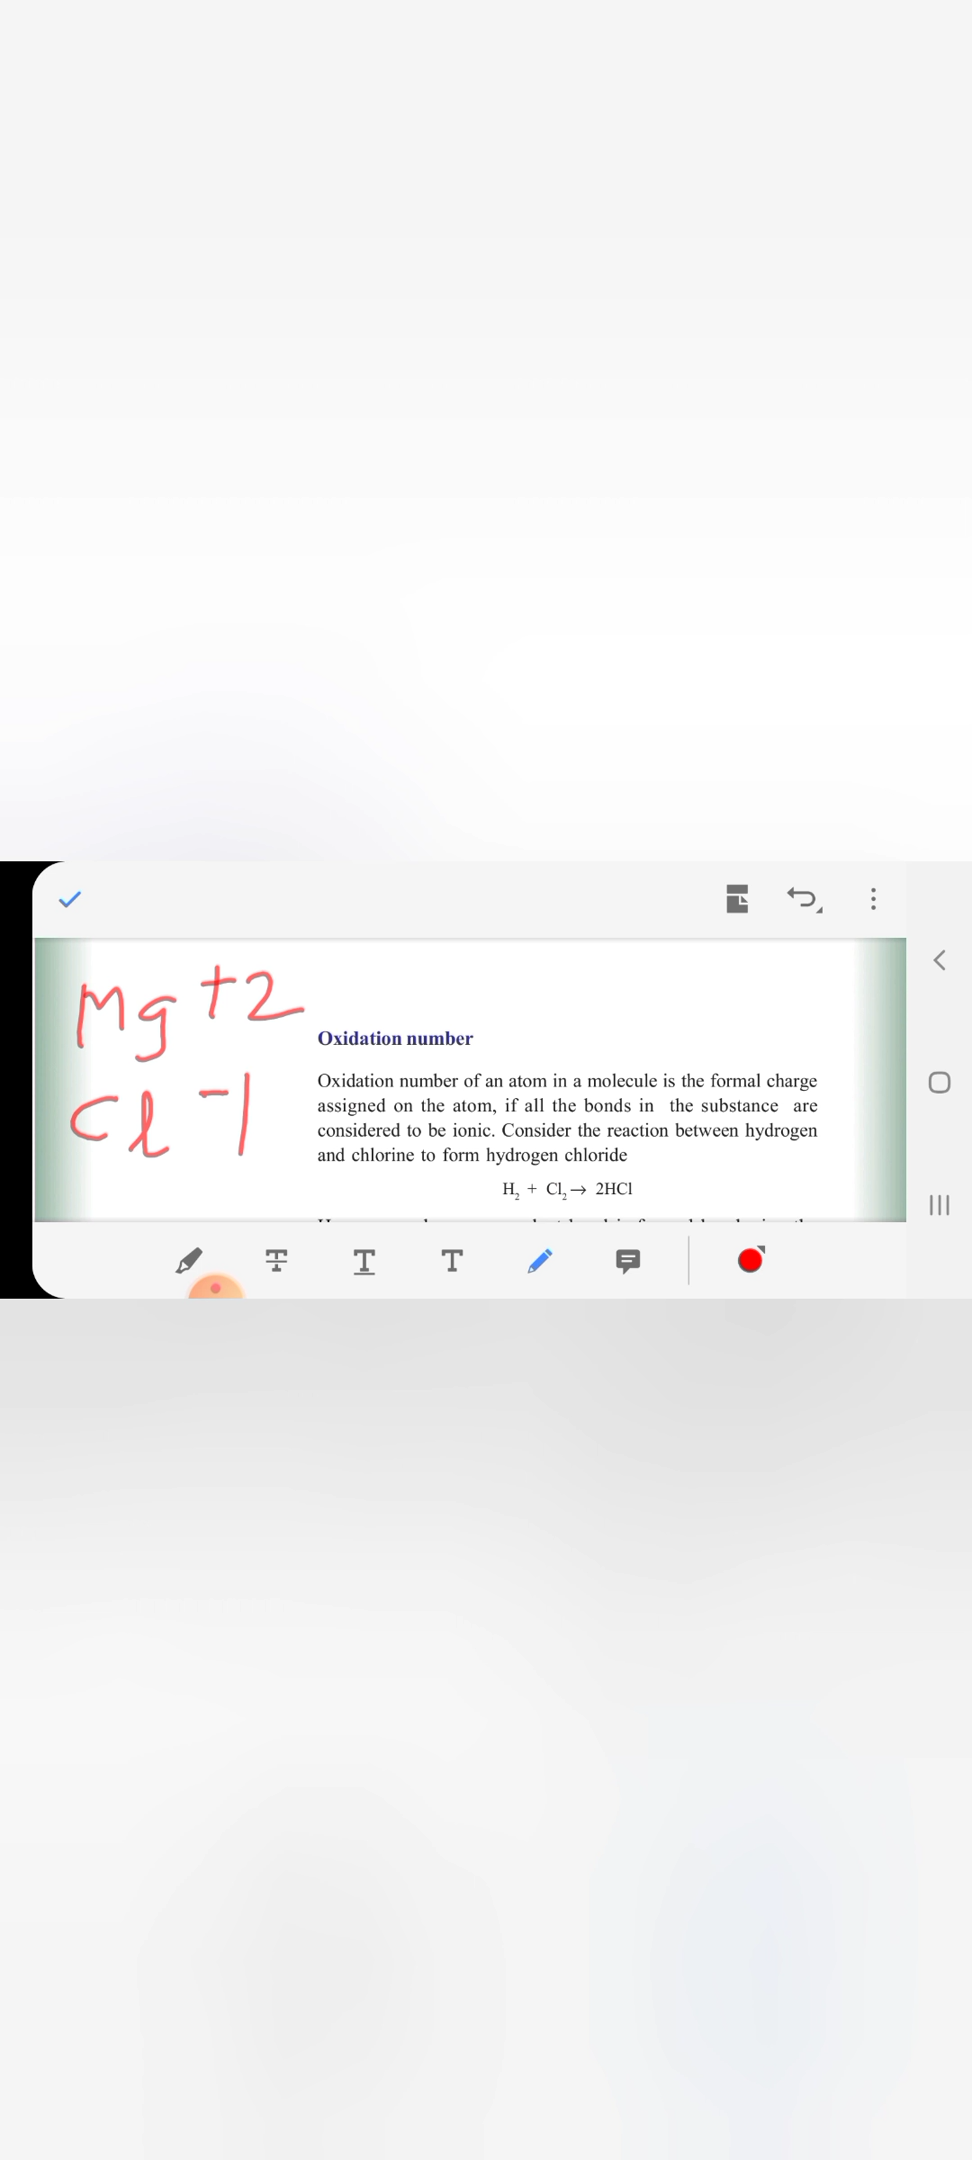 Mg +2
Cl -1
Oxidation number
Oxidation number of an atom in a molecule is the formal charge
assigned on the atom, if all the bonds in the substance are
considered to be ionic. Consider the reaction between hydrogen
and chlorine to form hydrogen chloride
H₂ + Cl₂ → 2HCl